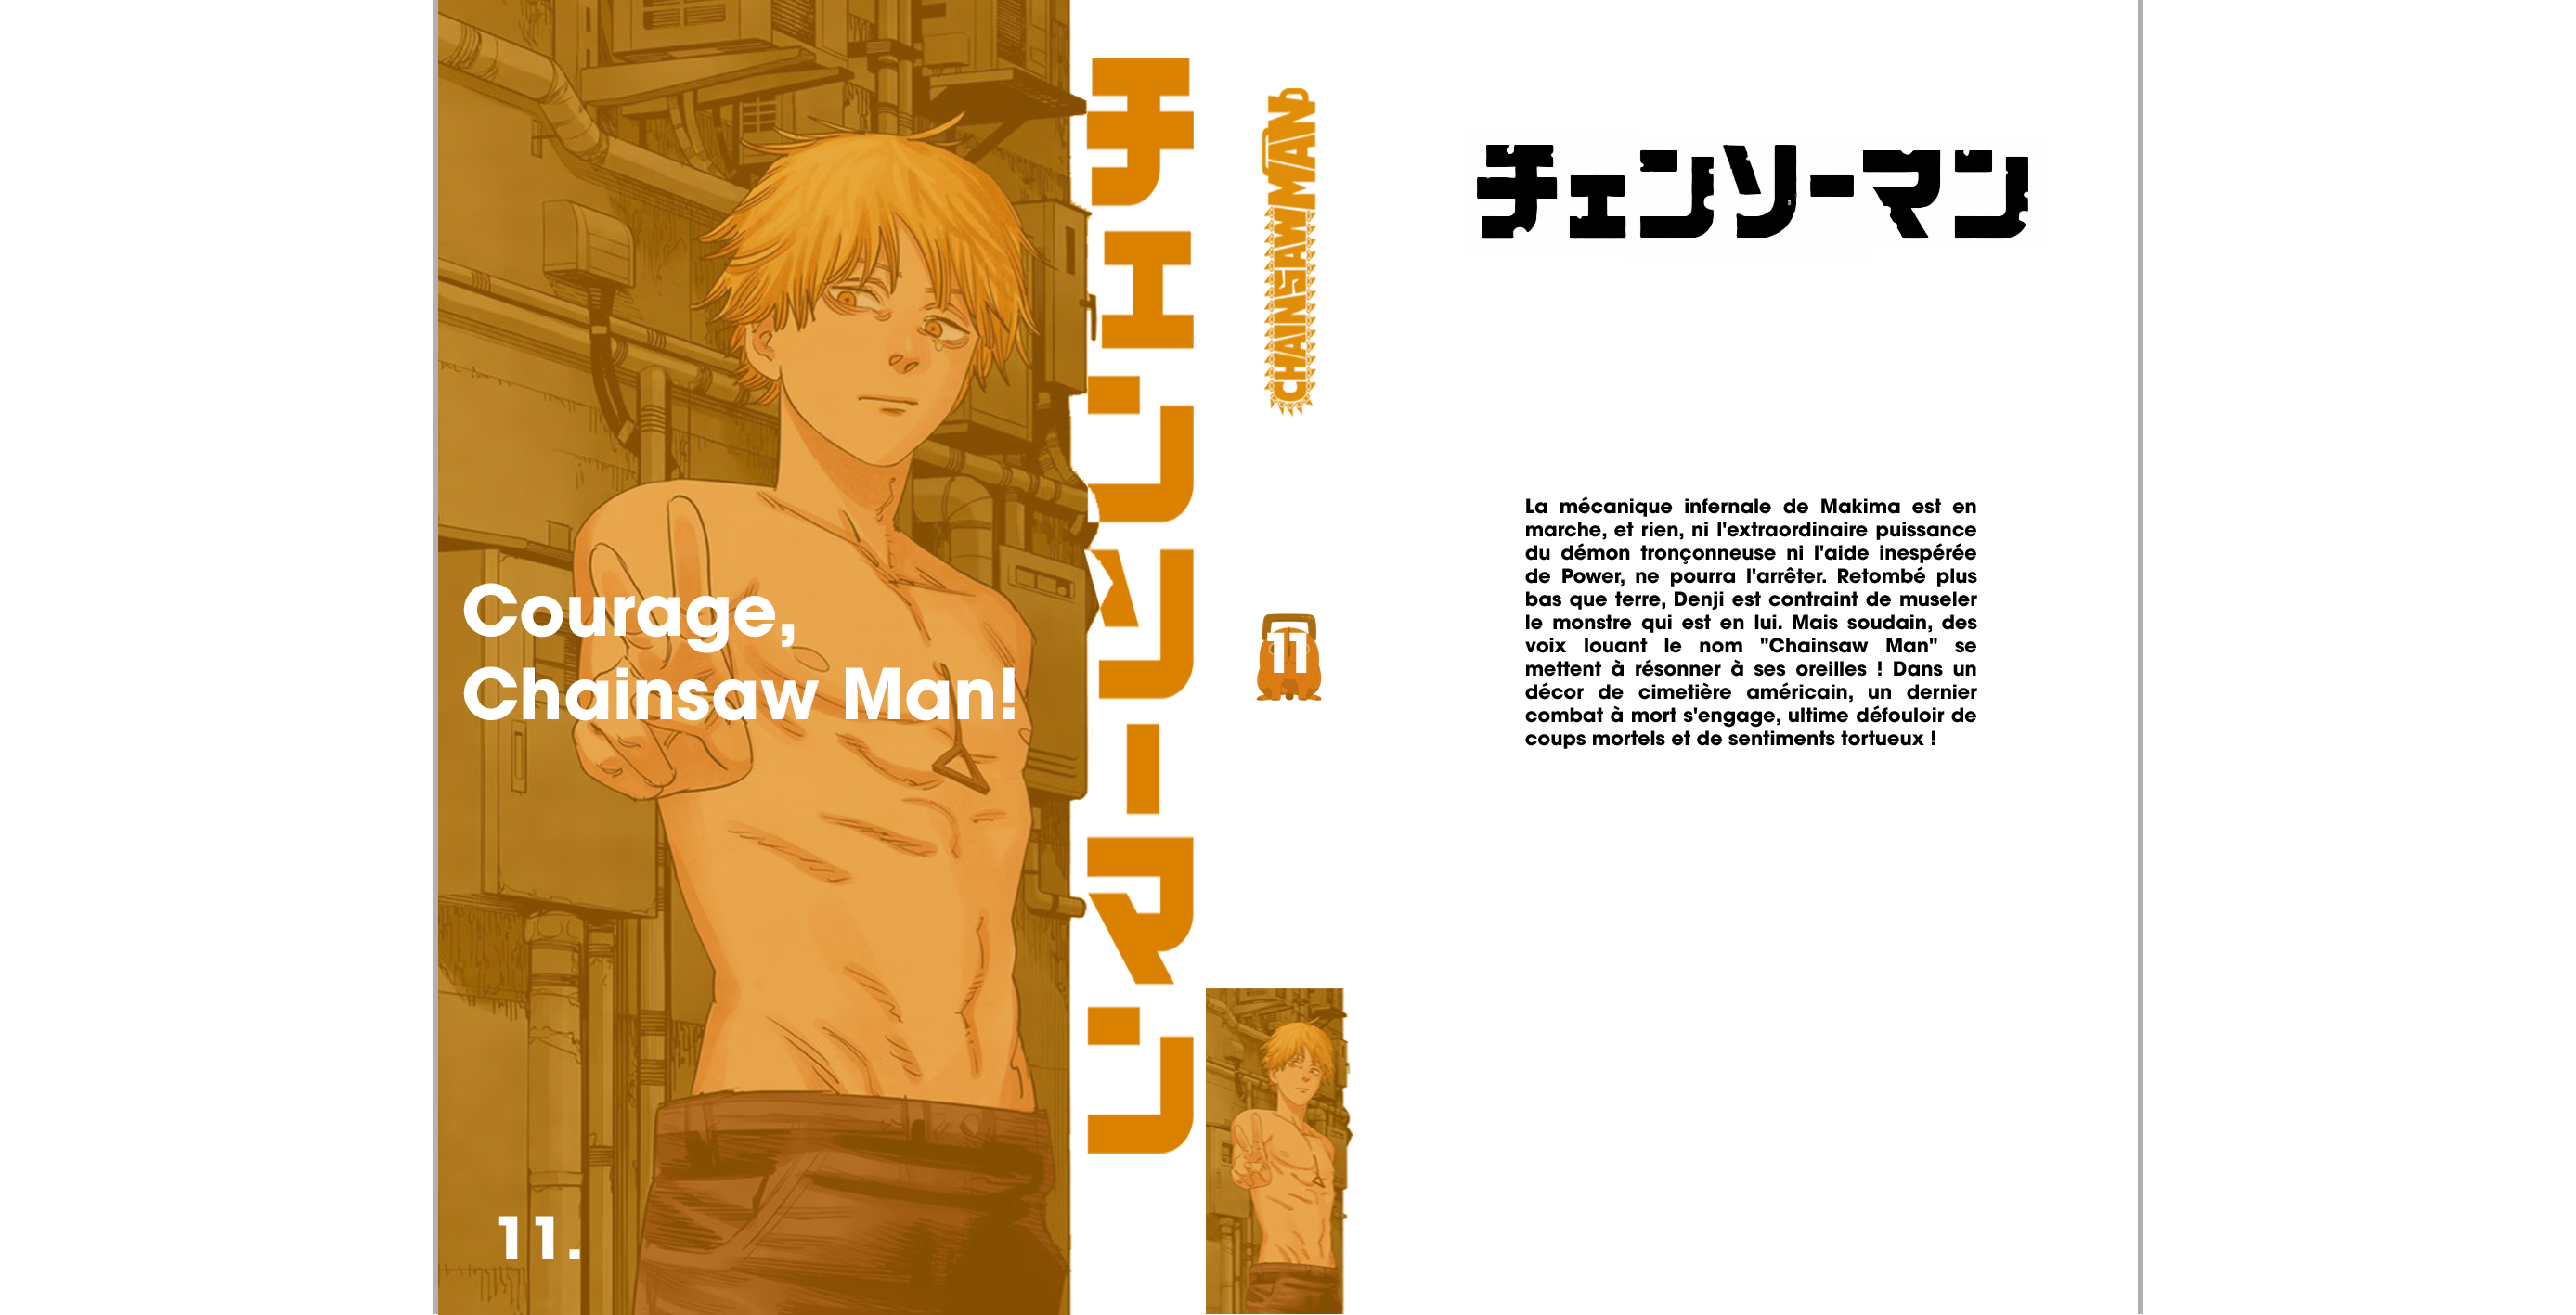 Courage,
Chainsaw Man!
11.
チェンソーマン
CHAINSAWMAN
11
チェンソーマン
La mécanique infernale de Makima est en
marche, et rien, ni l'extraordinaire puissance
du démon tronçonneuse ni l'aide inespérée
de Power, ne pourra l'arrêter. Retombé plus
bas que terre, Denji est contraint de museler
le monstre qui est en lui. Mais soudain, des
voix louant le nom "Chainsaw Man" se
mettent à résonner à ses oreilles ! Dans un
décor de cimetière américain, un dernier
combat à mort s'engage, ultime défouloir de
coups mortels et de sentiments tortueux !